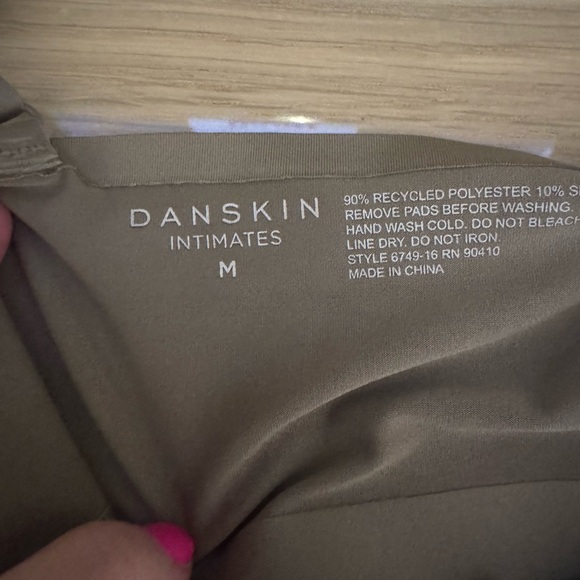 DANSKIN
INTIMATES
M
90% RECYCLED POLYESTER 10%
REMOVE PADS BEFORE WASHING.
HAND WASH COLD. DO NOT BLEACH
LINE DRY. DO NOT IRON.
STYLE 6749-16 RN 90410
MADE IN CHINA